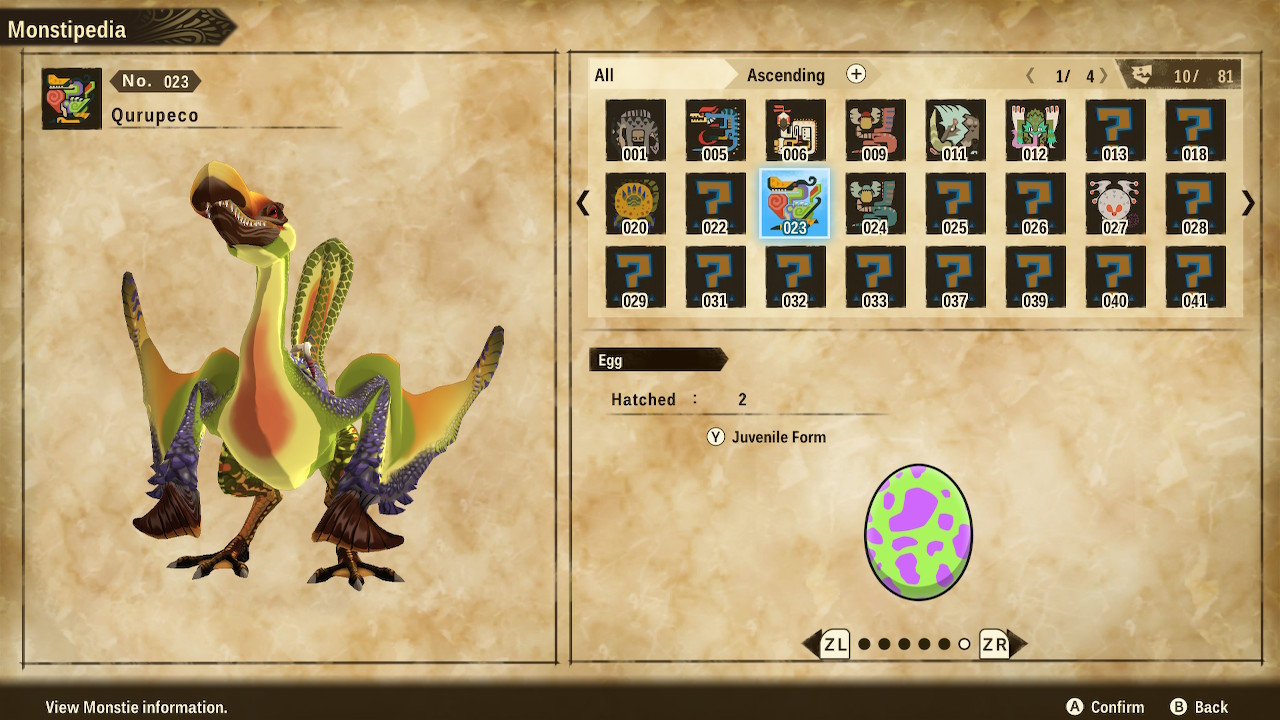 Monstipedia
No. 023
Qurupeco
All
Ascending
1/ 4
10/ 81
001 005 006 009 011 012 013 018
020 022 023 024 025 026 027 028
029 031 032 033 037 039 040 041
Egg
Hatched : 2
Y Juvenile Form
ZL ZR
View Monstie information.
A Confirm B Back